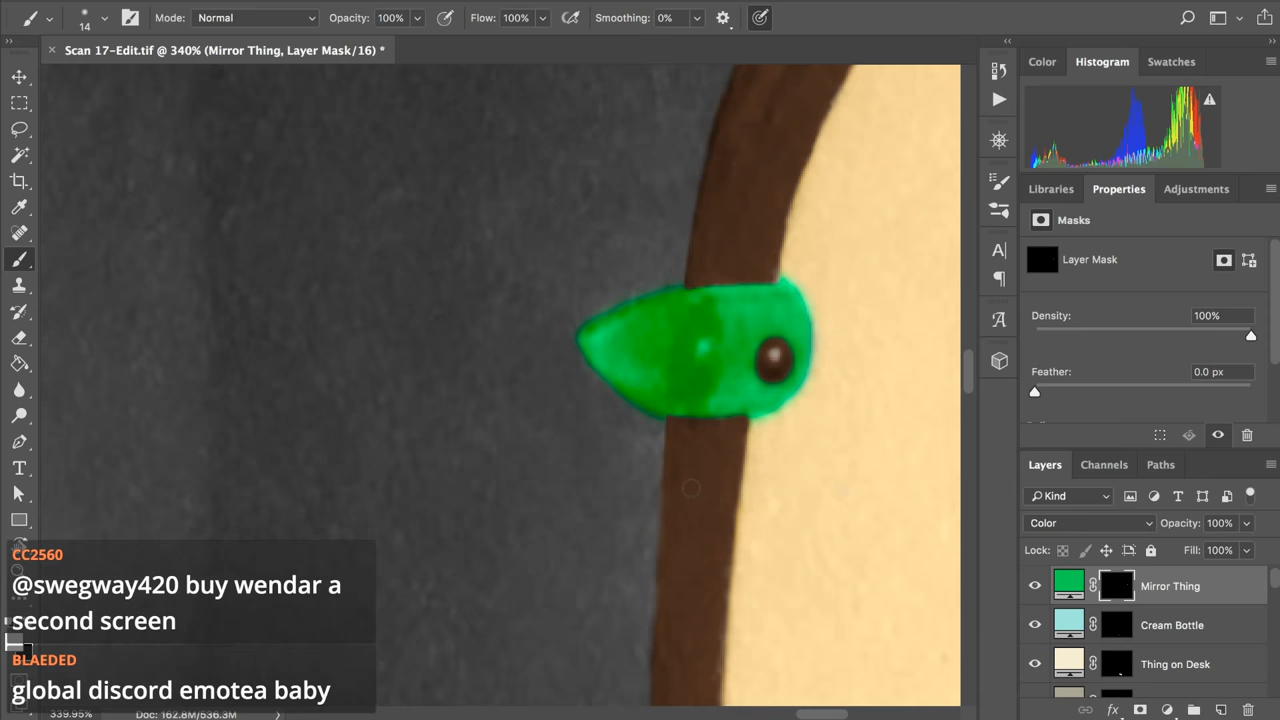 14
Mode: Normal
Opacity: 100%
Flow: 100%
Smoothing: 0%
Scan 17-Edit.tif @ 340% (Mirror Thing, Layer Mask/16) *
Color
Histogram
Swatches
Libraries
Properties
Adjustments
Masks
Layer Mask
Density: 100%
Feather: 0.0 px
Layers
Channels
Paths
Kind
Color
Opacity: 100%
Lock:
Fill: 100%
Mirror Thing
Cream Bottle
Thing on Desk
fx
CC2560
@swegway420 buy wendar a
second screen
BLAEDED
global discord emotea baby
339.95%
Doc: 162.8M/536.3M